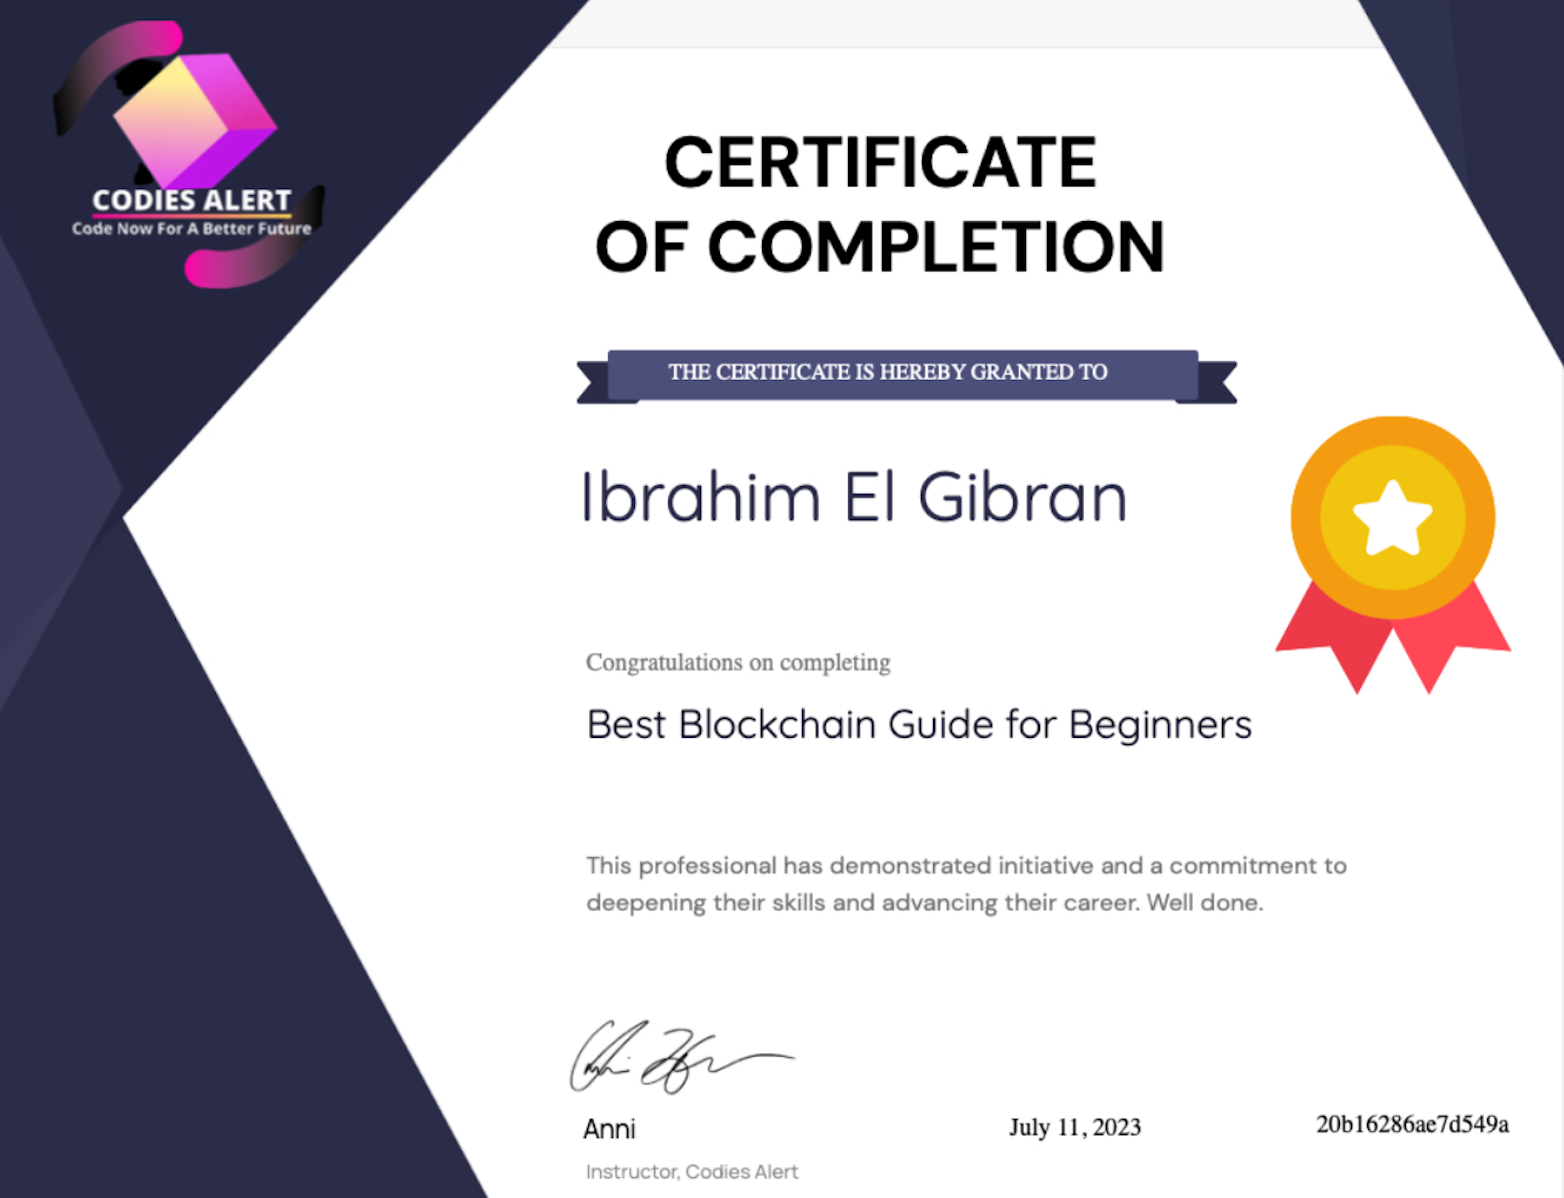 CODIES ALERT
Code Now For A Better Future
CERTIFICATE
OF COMPLETION
THE CERTIFICATE IS HEREBY GRANTED TO
Ibrahim El Gibran
Congratulations on completing
Best Blockchain Guide for Beginners
This professional has demonstrated initiative and a commitment to
deepening their skills and advancing their career. Well done.
Anni
July 11, 2023
20b16286ae7d549a
Instructor, Codies Alert